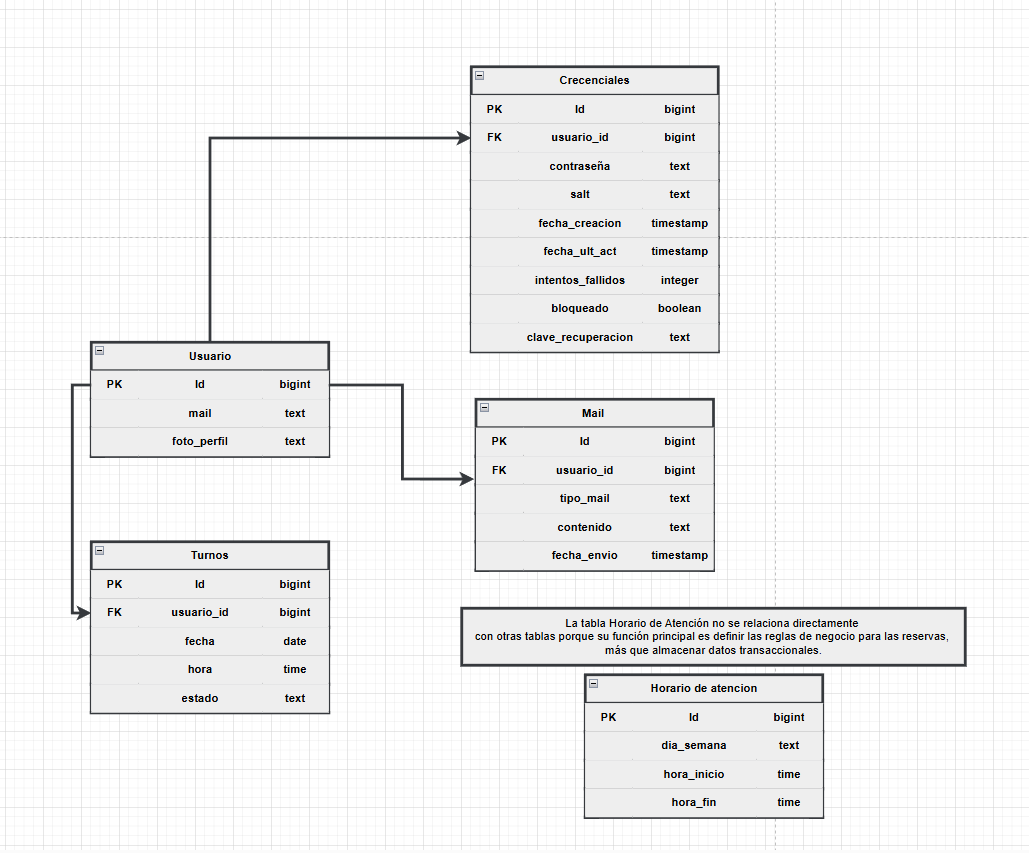 Crecenciales
PK Id bigint
FK usuario_id bigint
contraseña text
salt text
fecha_creacion timestamp
fecha_ult_act timestamp
intentos_fallidos integer
bloqueado boolean
clave_recuperacion text
Usuario
PK Id bigint
mail text
foto_perfil text
Mail
PK Id bigint
FK usuario_id bigint
tipo_mail text
contenido text
fecha_envio timestamp
Turnos
PK Id bigint
FK usuario_id bigint
fecha date
hora time
estado text
La tabla Horario de Atención no se relaciona directamente
con otras tablas porque su función principal es definir las reglas de negocio para las reservas,
más que almacenar datos transaccionales.
Horario de atencion
PK Id bigint
dia_semana text
hora_inicio time
hora_fin time